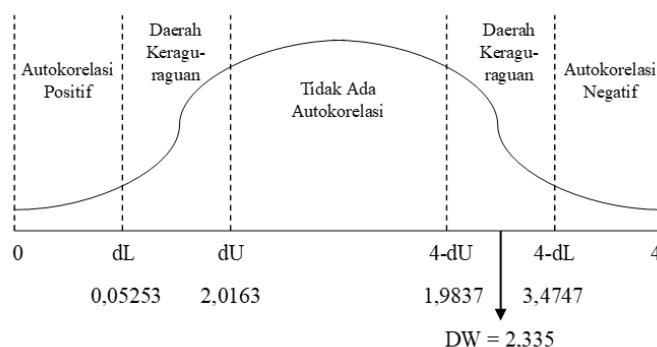 Autokorelasi
Positif
Daerah
Keragu-
raguan
Tidak Ada
Autokorelasi
Daerah
Keragu-
raguan
Autokorelasi
Negatif
0 dL dU 4-dU 4-dL 4
0,05253 2,0163 1,9837 3,4747
DW = 2,335